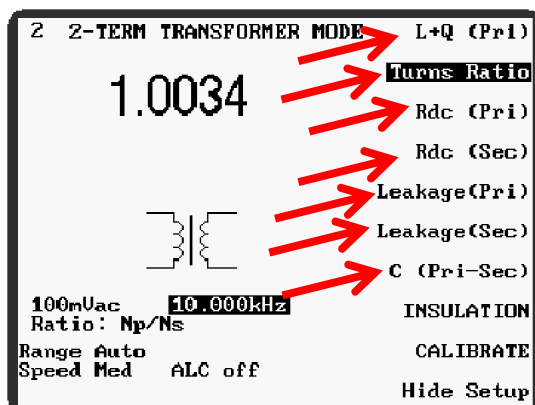 2 2-TERM TRANSFORMER MODE
L+Q (Pri)
Turns Ratio
1.0034
Rdc (Pri)
Rdc (Sec)
Leakage(Pri)
Leakage(Sec)
C (Pri-Sec)
100mVac 10.000kHz
INSULATION
Ratio: Np/Ns
Range Auto
CALIBRATE
Speed Med ALC off
Hide Setup